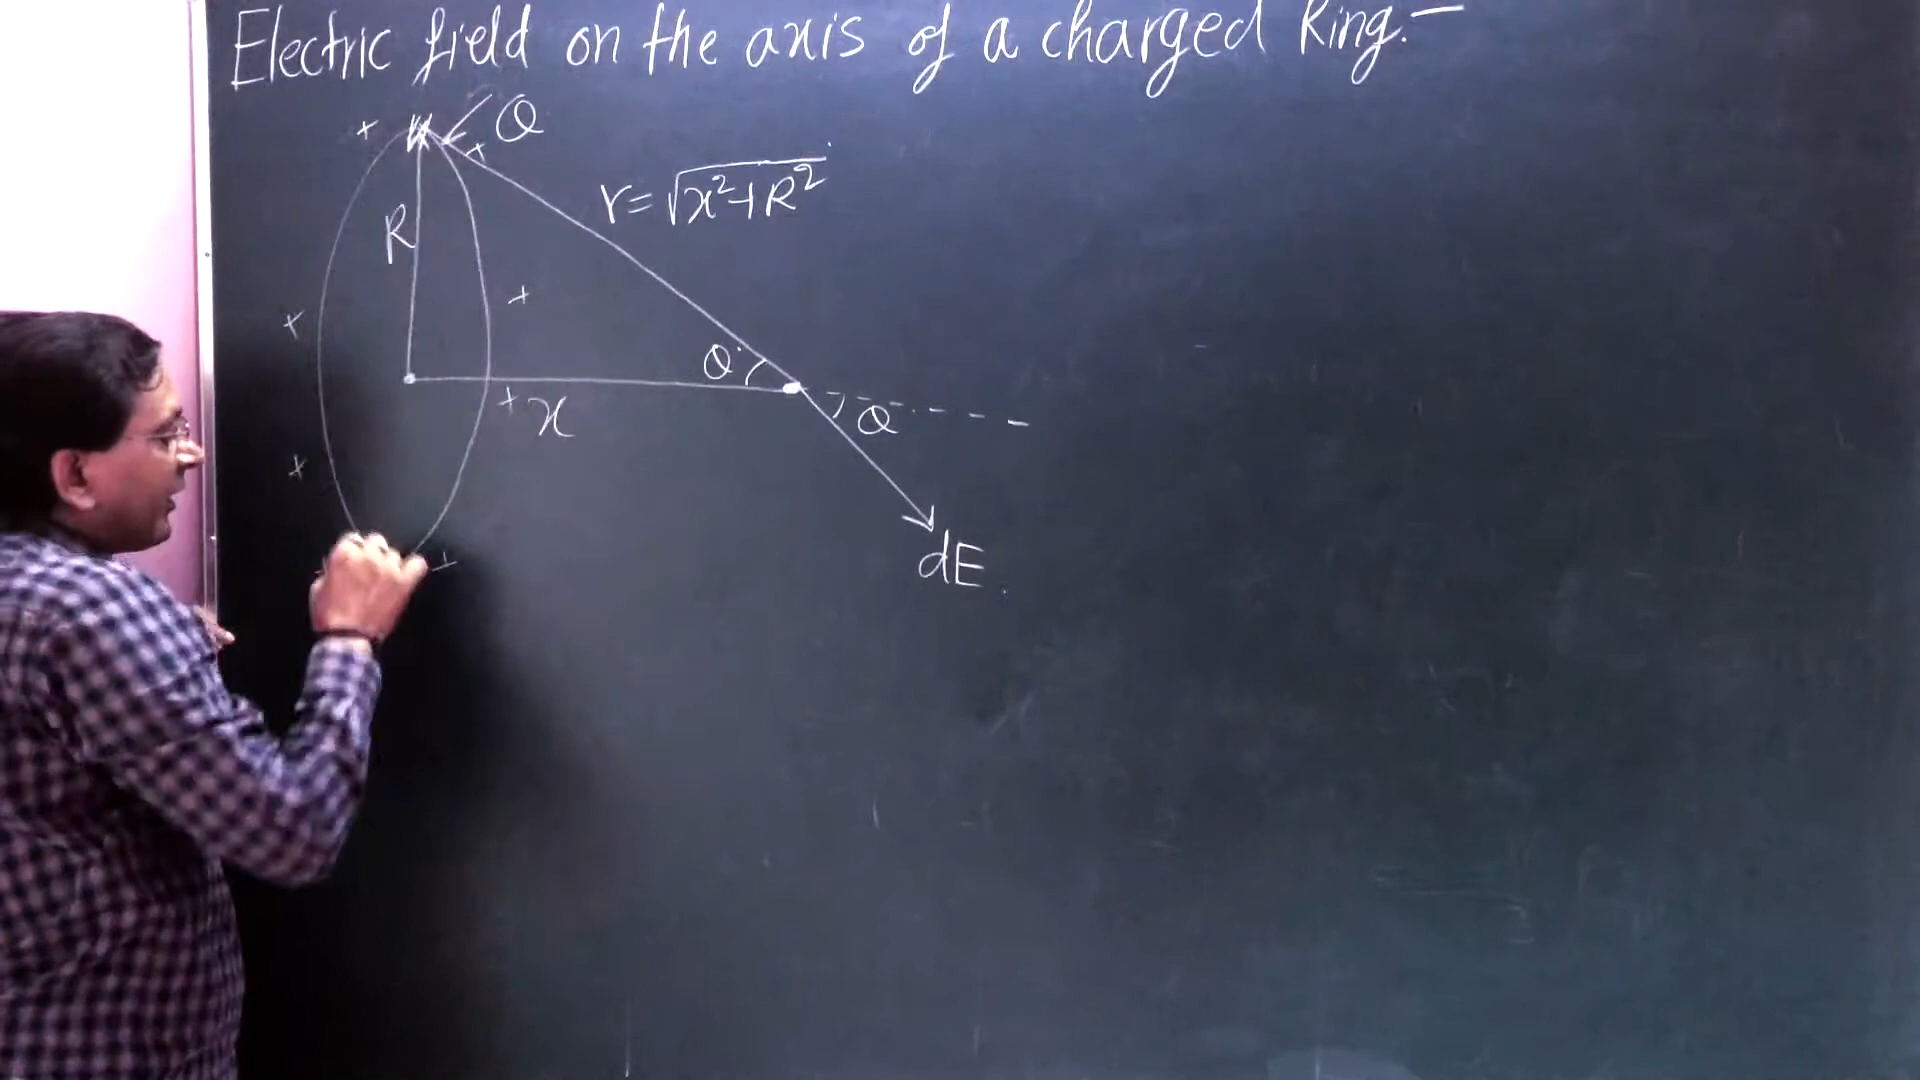 Electric field on the axis of a charged Ring:-
+ Q
+
r = √x²+R²
R
+ +
θ
+ x
θ
+
+
dE